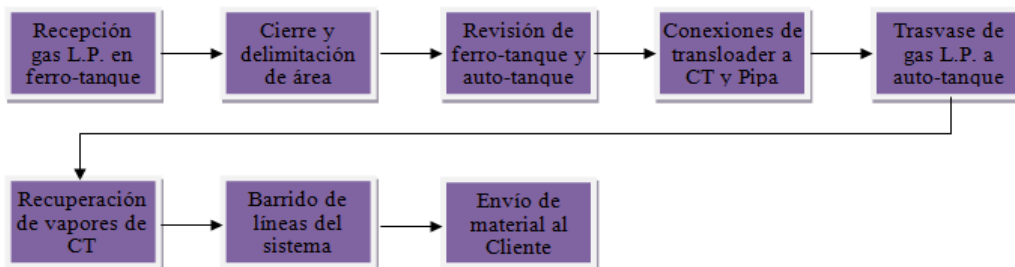 Recepción
gas L.P. en
ferro-tanque
Cierre y
delimitación
de área
Revisión de
ferro-tanque y
auto-tanque
Conexiones de
transloader a
CT y Pipa
Trasvase de
gas L.P. a
auto-tanque
Recuperación
de vapores de
CT
Barrido de
líneas del
sistema
Envío de
material al
Cliente